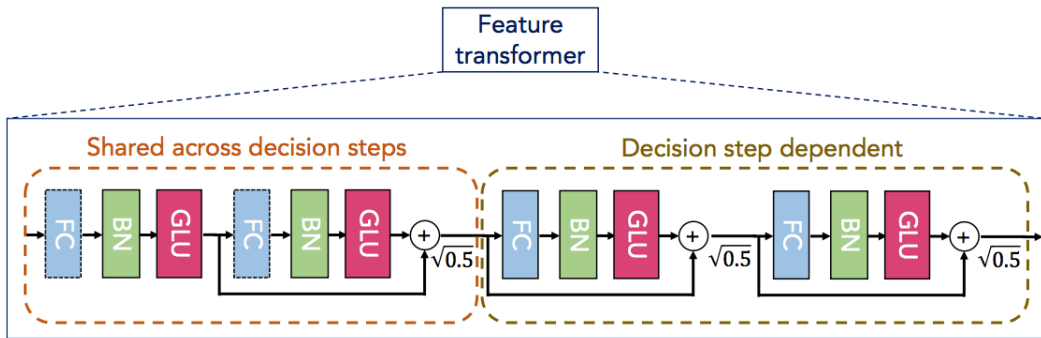 Feature
transformer
Shared across decision steps
Decision step dependent
FC
BN
GLU
FC
BN
GLU
+
√0.5
FC
BN
GLU
+
√0.5
FC
BN
GLU
+
√0.5